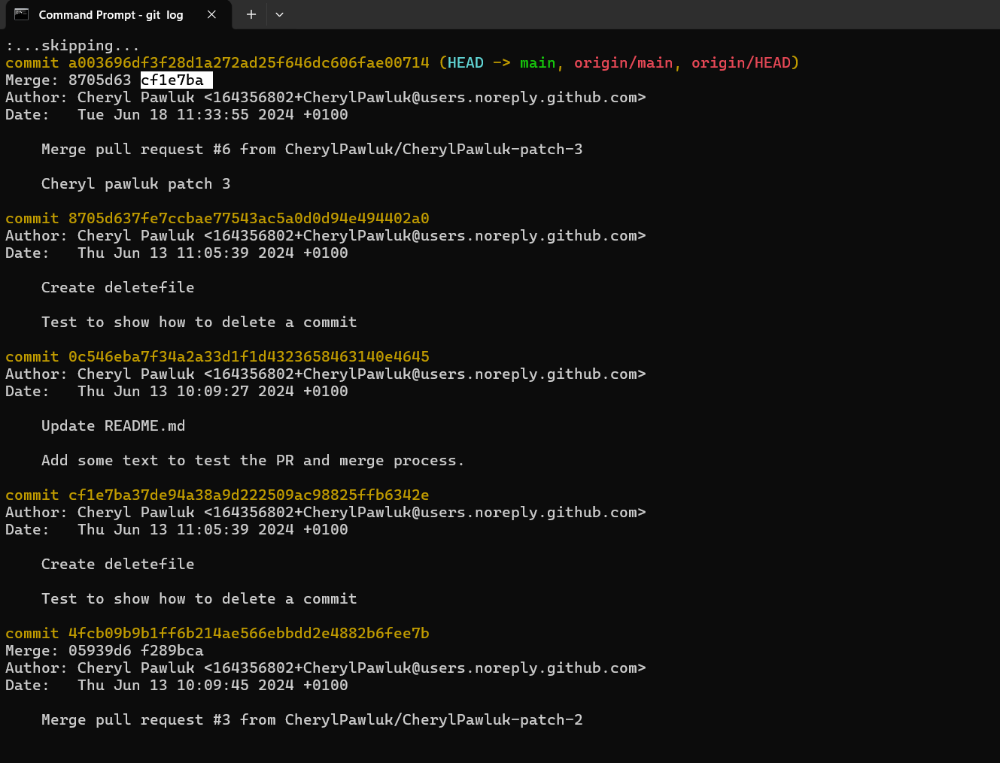 Command Prompt - git log
:...skipping...
commit a003696df3f28d1a272ad25f646dc606fae00714 (HEAD -> main, origin/main, origin/HEAD)
Merge: 8705d63 cf1e7ba
Author: Cheryl Pawluk <164356802+CherylPawluk@users.noreply.github.com>
Date:   Tue Jun 18 11:33:55 2024 +0100
    Merge pull request #6 from CherylPawluk/CherylPawluk-patch-3
    Cheryl pawluk patch 3
commit 8705d637fe7ccbae77543ac5a0d0d94e494402a0
Author: Cheryl Pawluk <164356802+CherylPawluk@users.noreply.github.com>
Date:   Thu Jun 13 11:05:39 2024 +0100
    Create deletefile
    Test to show how to delete a commit
commit 0c546eba7f34a2a33d1f1d4323658463140e4645
Author: Cheryl Pawluk <164356802+CherylPawluk@users.noreply.github.com>
Date:   Thu Jun 13 10:09:27 2024 +0100
    Update README.md
    Add some text to test the PR and merge process.
commit cf1e7ba37de94a38a9d222509ac98825ffb6342e
Author: Cheryl Pawluk <164356802+CherylPawluk@users.noreply.github.com>
Date:   Thu Jun 13 11:05:39 2024 +0100
    Create deletefile
    Test to show how to delete a commit
commit 4fcb09b9b1ff6b214ae566ebbdd2e4882b6fee7b
Merge: 05939d6 f289bca
Author: Cheryl Pawluk <164356802+CherylPawluk@users.noreply.github.com>
Date:   Thu Jun 13 10:09:45 2024 +0100
    Merge pull request #3 from CherylPawluk/CherylPawluk-patch-2